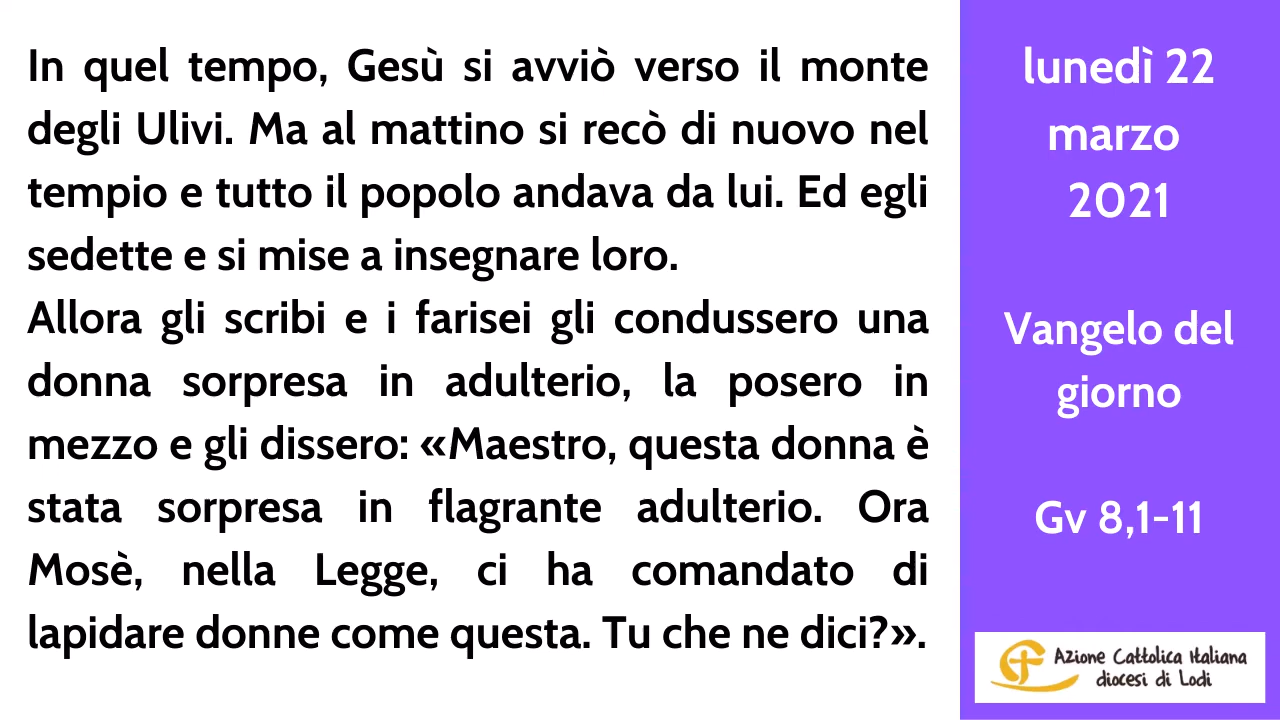 In quel tempo, Gesù si avviò verso il monte
degli Ulivi. Ma al mattino si recò di nuovo nel
tempio e tutto il popolo andava da lui. Ed egli
sedette e si mise a insegnare loro.
Allora gli scribi e i farisei gli condussero una
donna sorpresa in adulterio, la posero in
mezzo e gli dissero: «Maestro, questa donna è
stata sorpresa in flagrante adulterio. Ora
Mosè, nella Legge, ci ha comandato di
lapidare donne come questa. Tu che ne dici?».
lunedì 22
marzo
2021
Vangelo del
giorno
Gv 8,1-11
Azione Cattolica Italiana
diocesi di Lodi